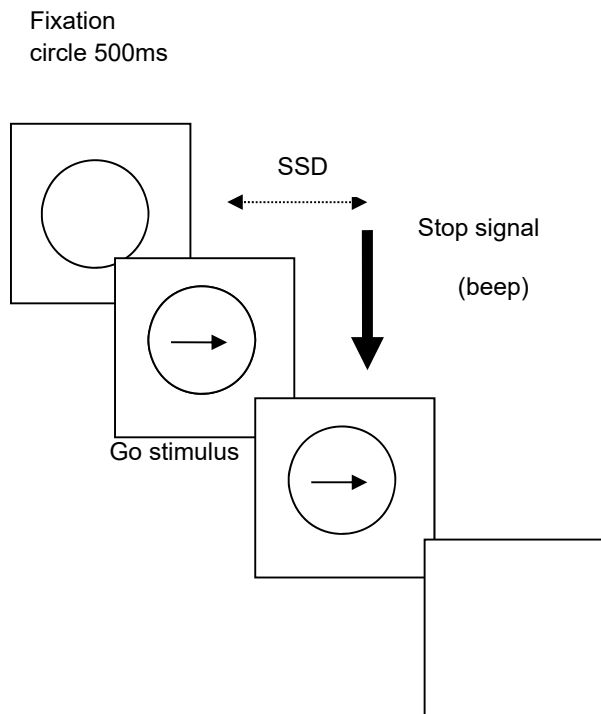 Fixation
circle 500ms
SSD
Stop signal
(beep)
Go stimulus